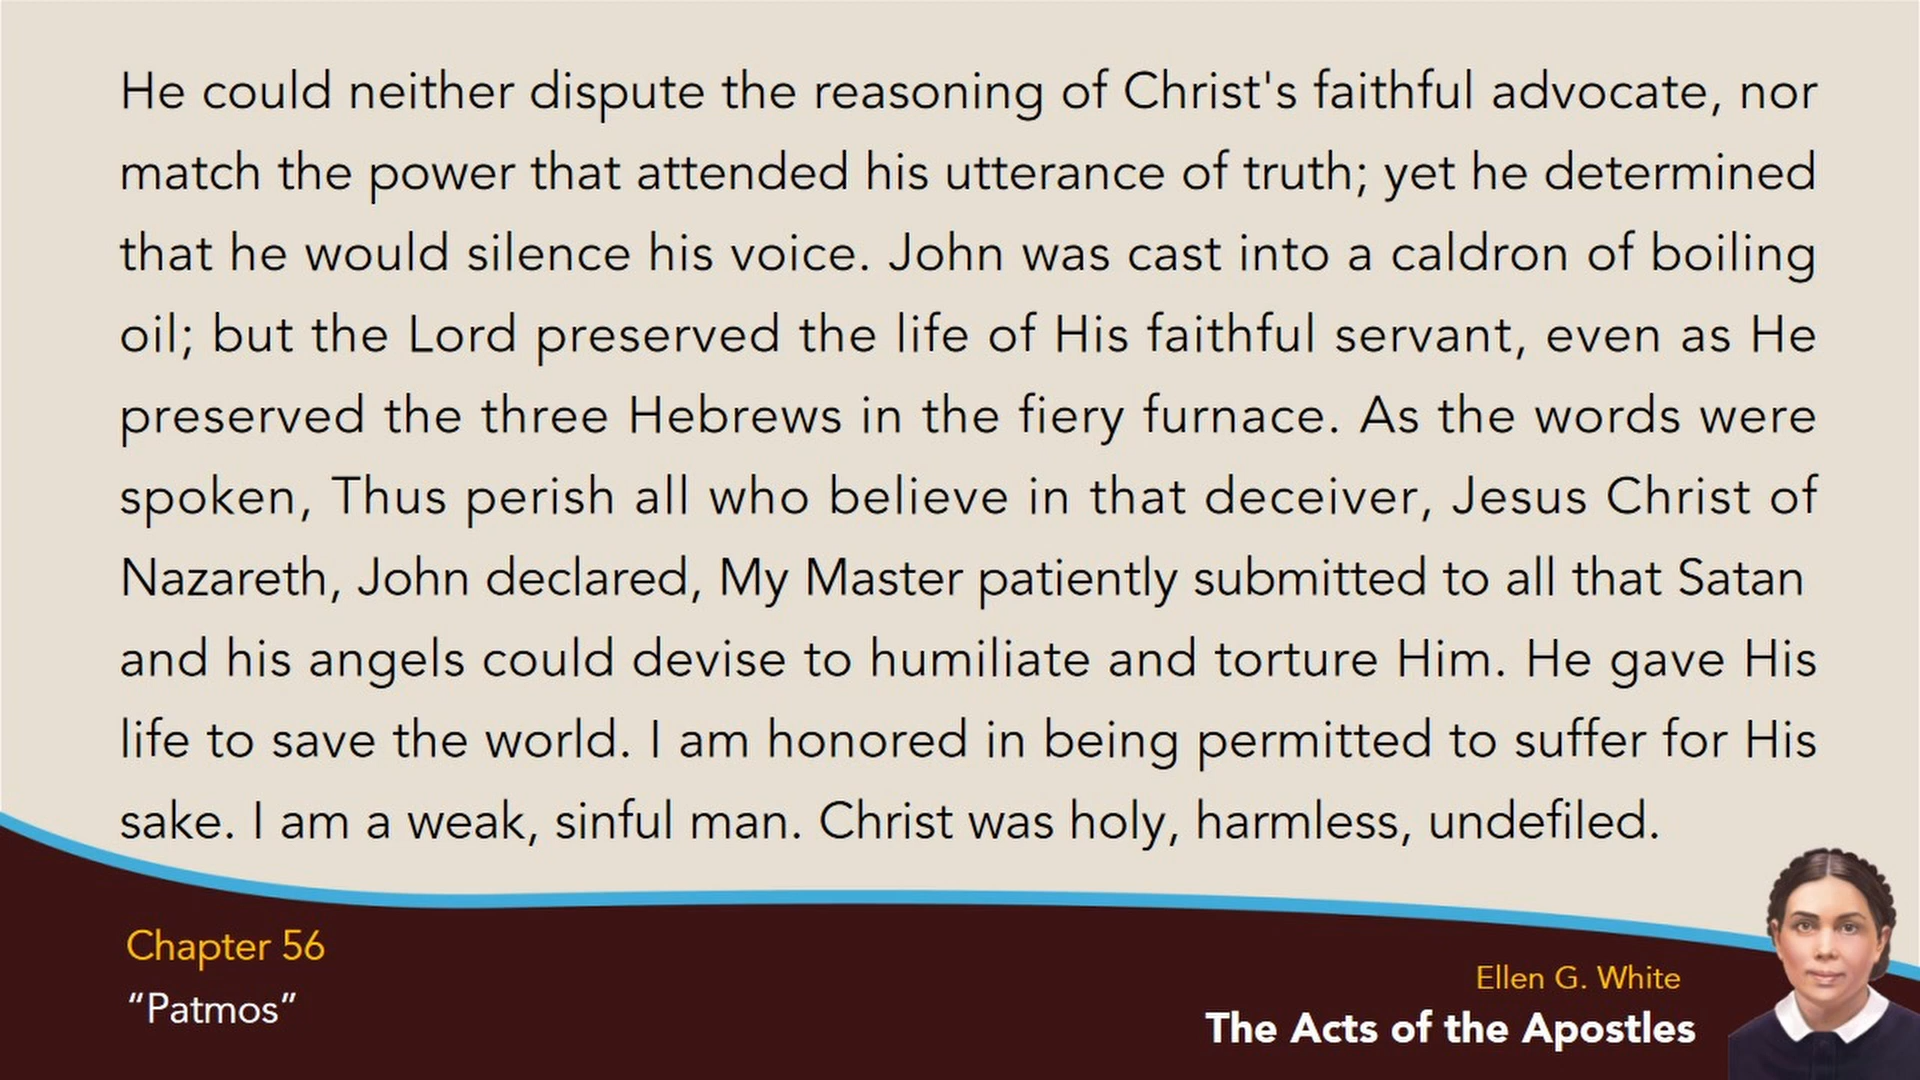 He could neither dispute the reasoning of Christ's faithful advocate, nor
match the power that attended his utterance of truth; yet he determined
that he would silence his voice. John was cast into a caldron of boiling
oil; but the Lord preserved the life of His faithful servant, even as He
preserved the three Hebrews in the fiery furnace. As the words were
spoken, Thus perish all who believe in that deceiver, Jesus Christ of
Nazareth, John declared, My Master patiently submitted to all that Satan
and his angels could devise to humiliate and torture Him. He gave His
life to save the world. I am honored in being permitted to suffer for His
sake. I am a weak, sinful man. Christ was holy, harmless, undefiled.
Chapter 56
“Patmos”
Ellen G. White
The Acts of the Apostles